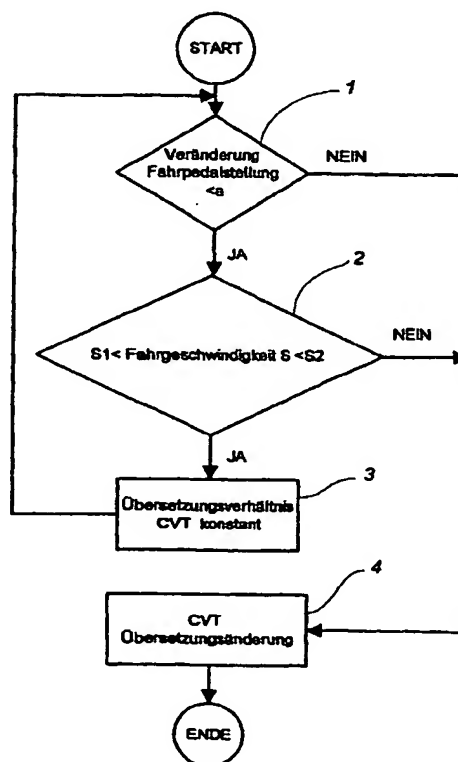 START
1
Veränderung
Fahrpedalstellung
<a
NEIN
JA
2
S1< Fahrgeschwindigkeit S <S2
NEIN
JA
3
Übersetzungsverhältnis
CVT konstant
4
CVT
Übersetzungsänderung
ENDE